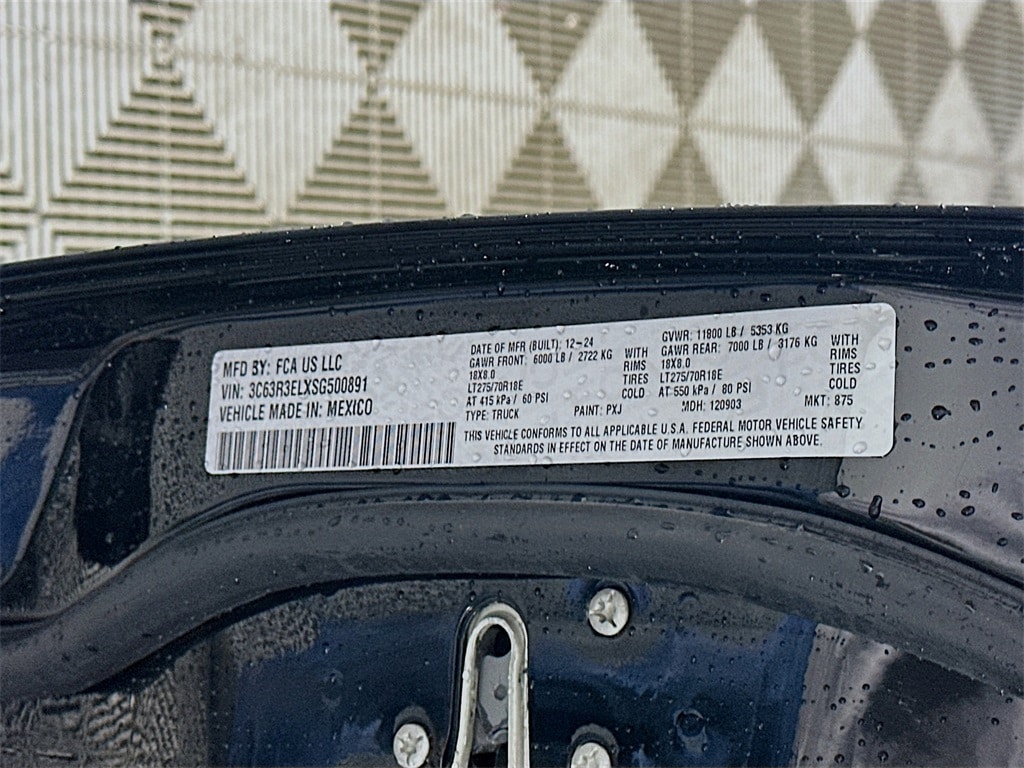 MFD BY: FCA US LLC
VIN: 3C63R3ELXSG500891
VEHICLE MADE IN: MEXICO
DATE OF MFR (BUILT): 12-24
GAWR FRONT: 6000 LB / 2722 KG
18X8.0
LT275/70R18E
AT 415 kPa / 60 PSI
WITH
RIMS
TIRES
COLD
GVWR: 11800 LB / 5353 KG
GAWR REAR: 7000 LB / 3176 KG
18X8.0
LT275/70R18E
AT 550 kPa / 80 PSI
WITH
RIMS
TIRES
COLD
TYPE: TRUCK PAINT: PXJ MDH: 120903 MKT: 875
THIS VEHICLE CONFORMS TO ALL APPLICABLE U.S.A. FEDERAL MOTOR VEHICLE SAFETY
STANDARDS IN EFFECT ON THE DATE OF MANUFACTURE SHOWN ABOVE.